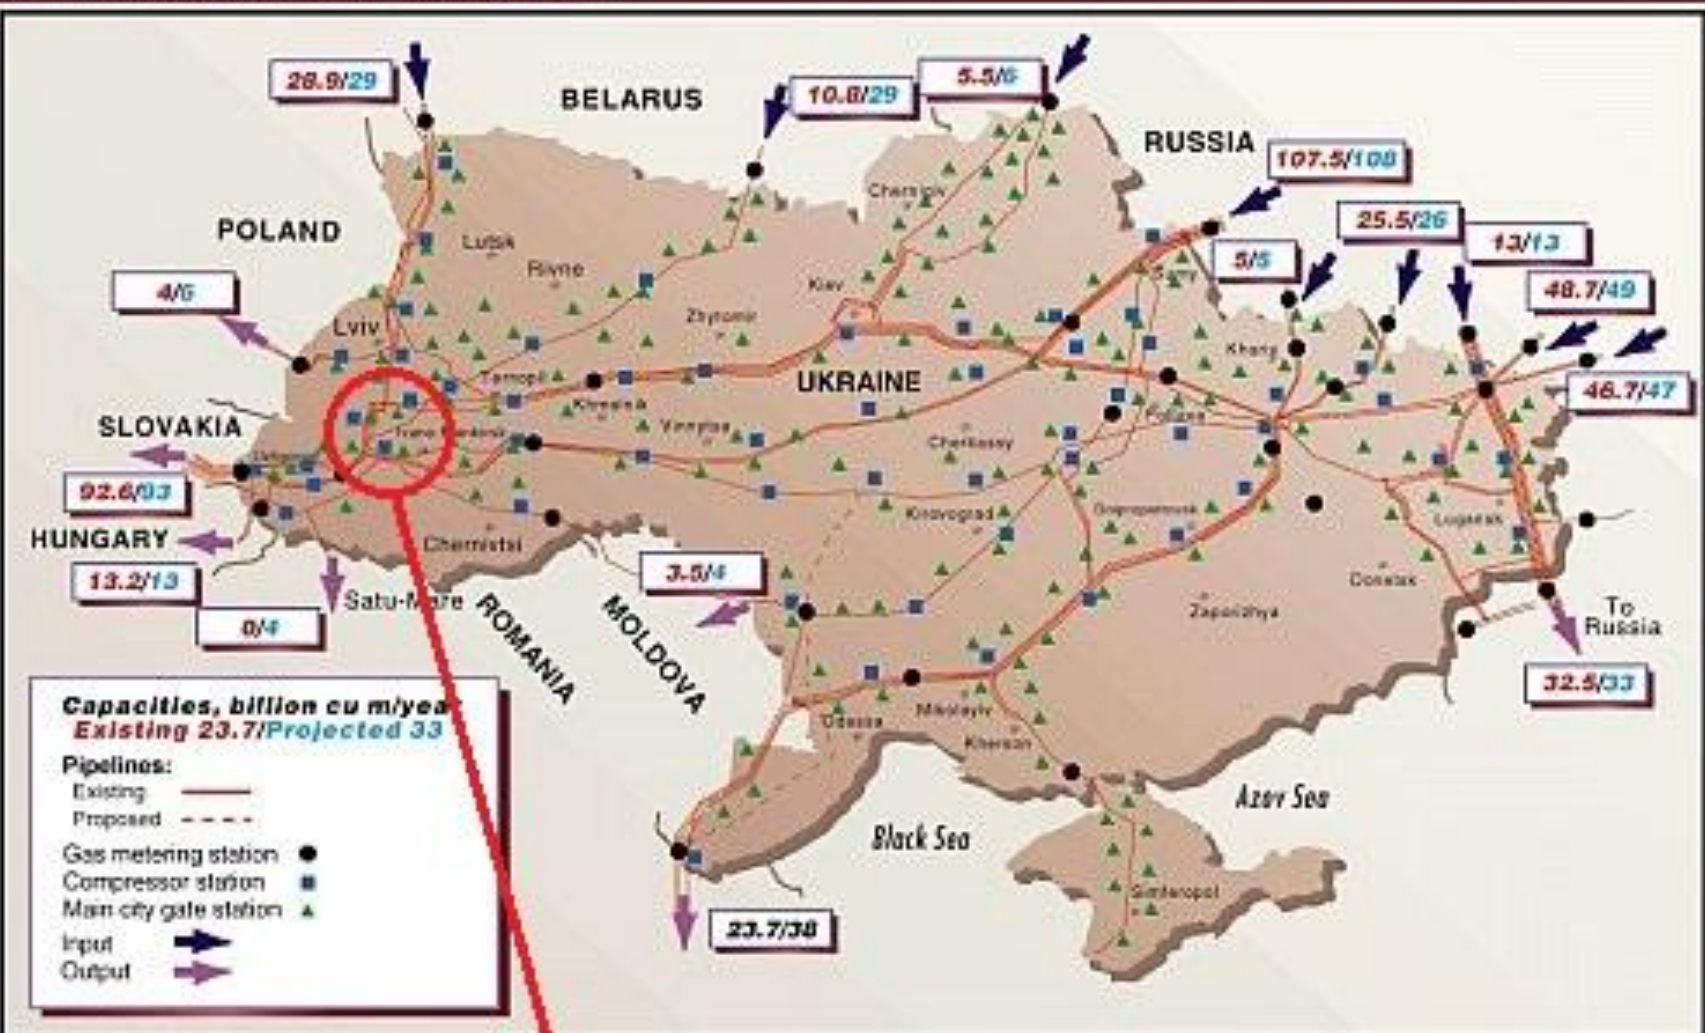 28.9/29
BELARUS
10.8/29
5.5/6
RUSSIA
107.5/108
POLAND
25.5/26
13/13
Lutsk
Chernigiv
Rivne
Sumy
5/5
48.7/49
4/5
Kiev
Lviv
Zhytomir
Kharkiv
46.7/47
Ternopil
UKRAINE
Khmelnik
Poltava
SLOVAKIA
Vinnytsa
Cherkassy
92.6/93
Kirovograd
Dnipropetrovsk
Lugansk
HUNGARY
Chernivtsi
13.2/13
3.5/4
Donetsk
Satu-Mare
Zaporizhya
To
Russia
0/4
ROMANIA
MOLDOVA
32.5/33
Capacities, billion cu m/year
Existing 23.7/Projected 33
Odessa
Mikolayiv
Kherson
Pipelines:
Existing
Proposed
Azov Sea
Black Sea
Gas metering station
Compressor station
Main city gate station
Simferopol
Input
Output
23.7/38